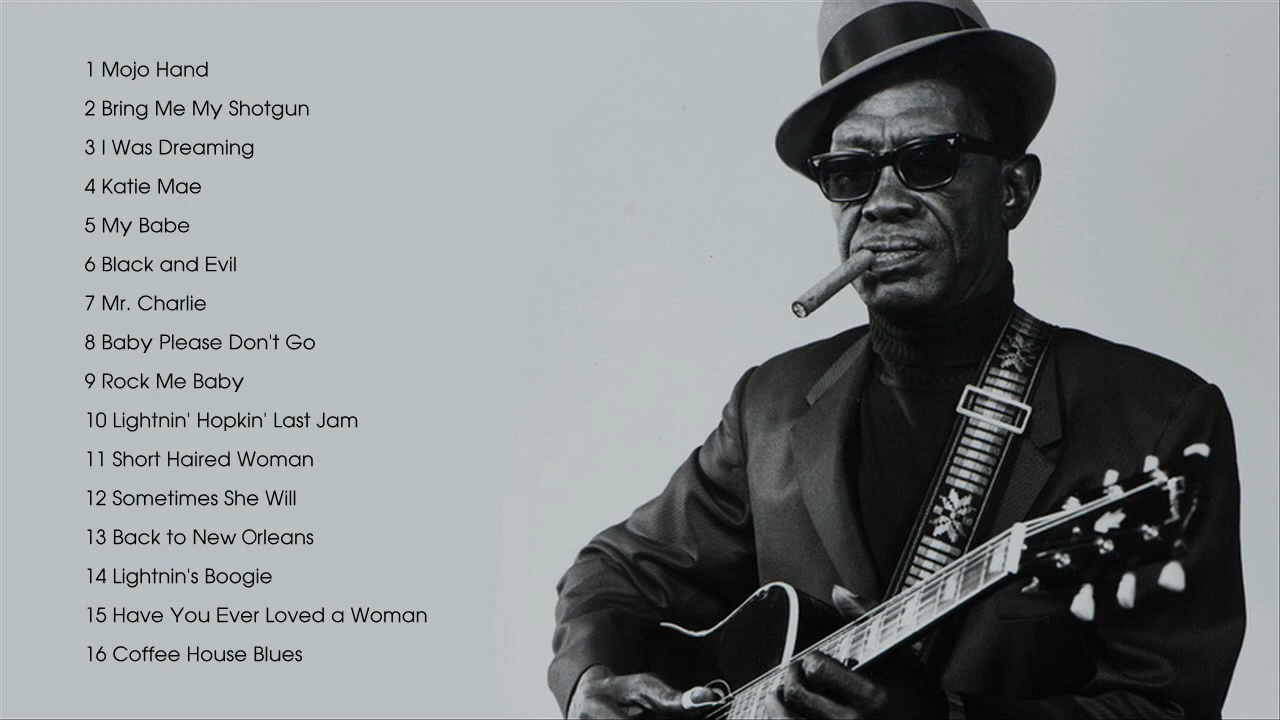 1 Mojo Hand
2 Bring Me My Shotgun
3 I Was Dreaming
4 Katie Mae
5 My Babe
6 Black and Evil
7 Mr. Charlie
8 Baby Please Don't Go
9 Rock Me Baby
10 Lightnin' Hopkin' Last Jam
11 Short Haired Woman
12 Sometimes She Will
13 Back to New Orleans
14 Lightnin's Boogie
15 Have You Ever Loved a Woman
16 Coffee House Blues